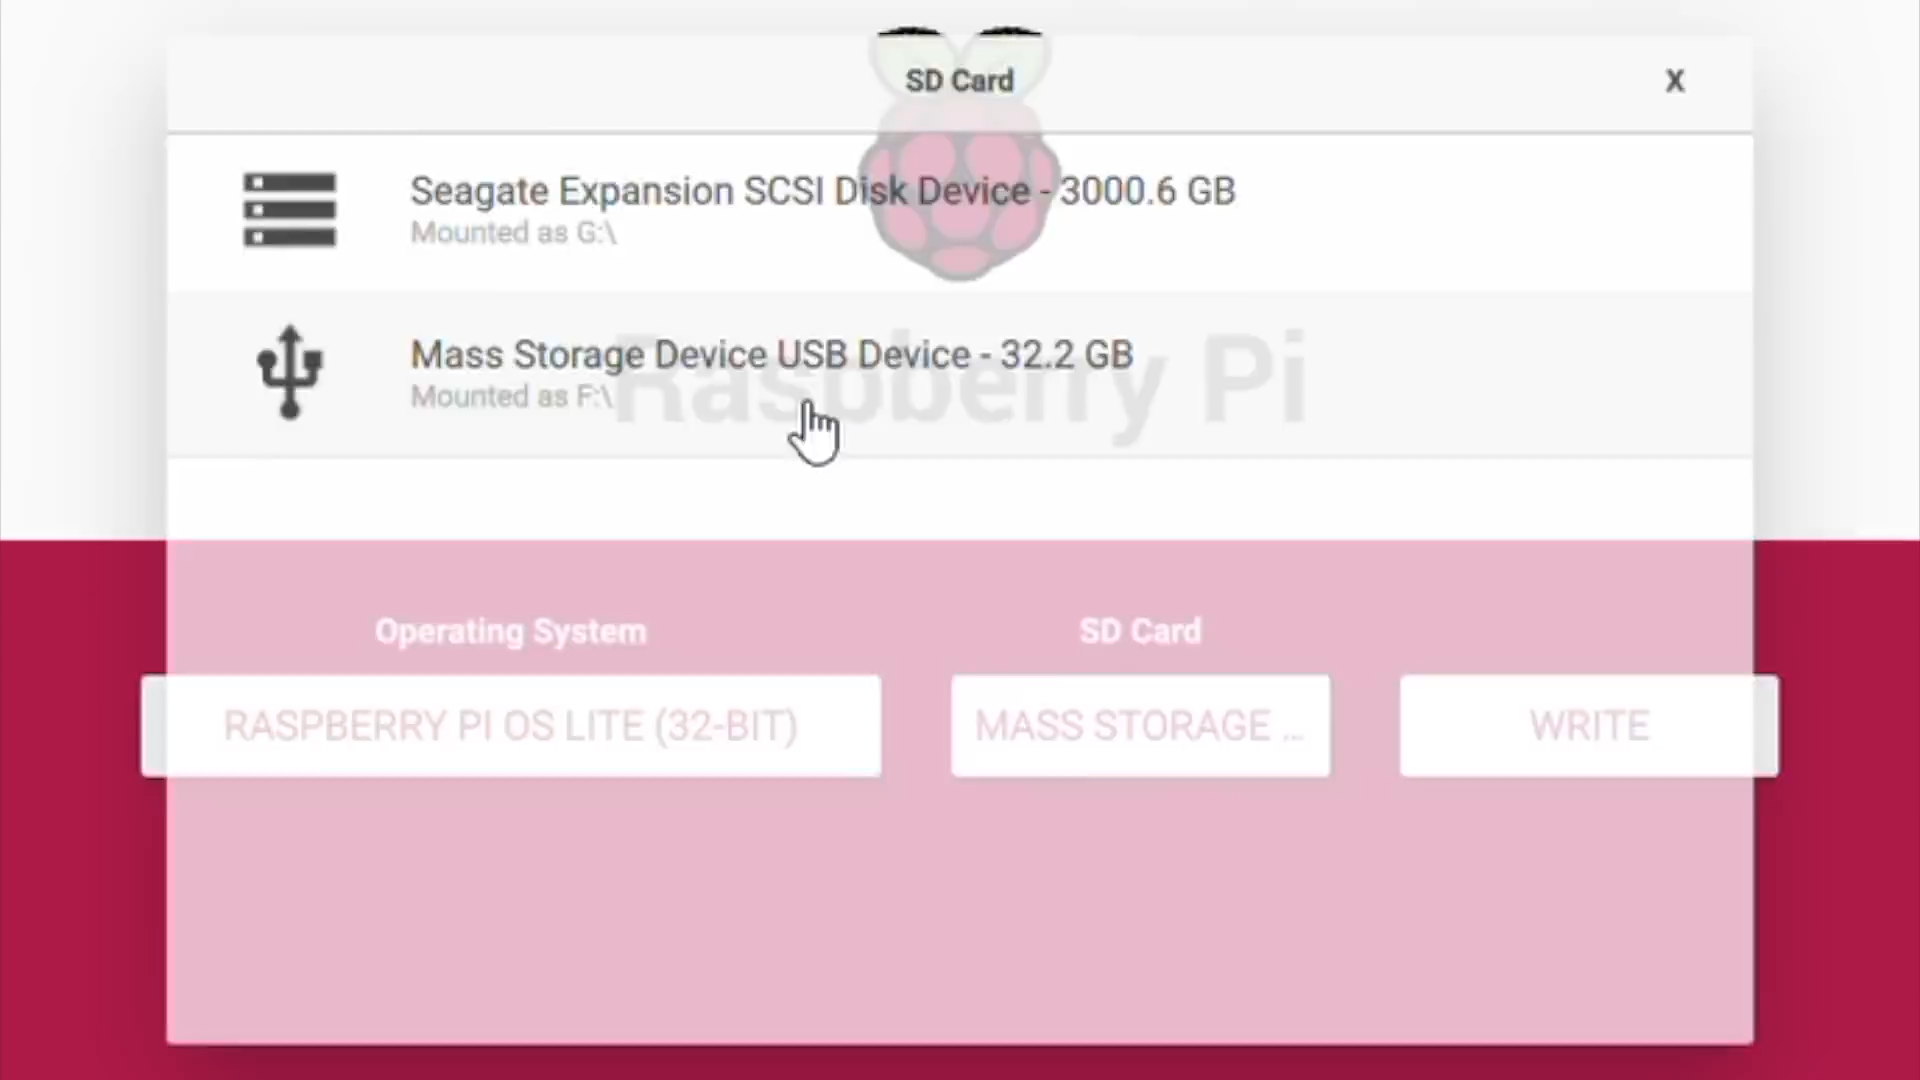 SD Card
X
Seagate Expansion SCSI Disk Device - 3000.6 GB
Mounted as G:\
Mass Storage Device USB Device - 32.2 GB
Mounted as F:\
Raspberry Pi
Operating System
SD Card
RASPBERRY PI OS LITE (32-BIT)
MASS STORAGE ...
WRITE